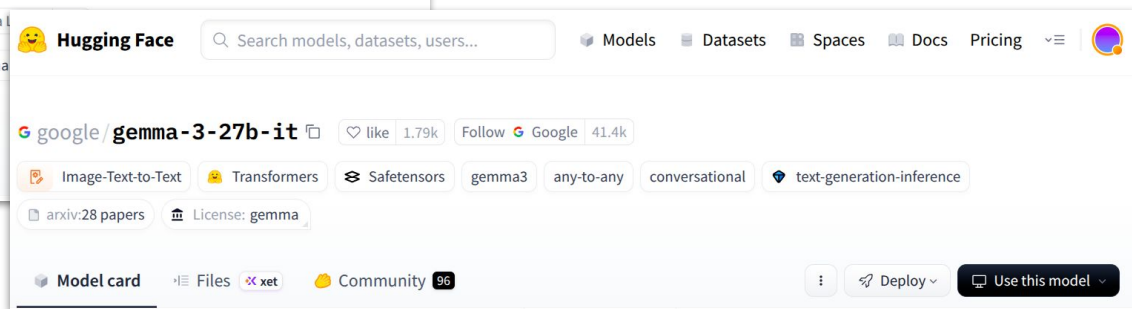 Hugging Face Search models, datasets, users... Models Datasets Spaces Docs Pricing
google/gemma-3-27b-it like 1.79k Follow Google 41.4k
Image-Text-to-Text Transformers Safetensors gemma3 any-to-any conversational text-generation-inference
arxiv:28 papers License: gemma
Model card Files xet Community 96 Deploy Use this model